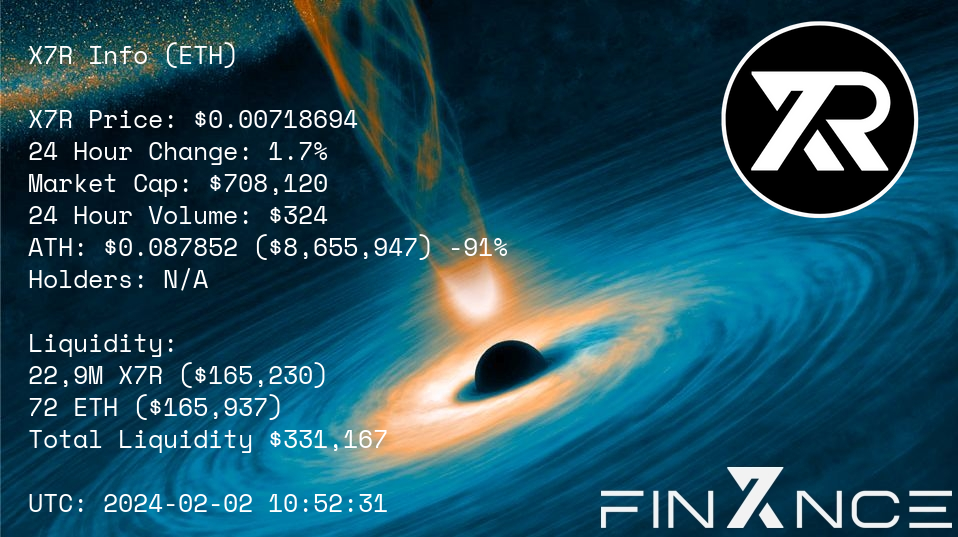 X7R Info (ETH)
X7R Price: $0.00718694
24 Hour Change: 1.7%
Market Cap: $708,120
24 Hour Volume: $324
ATH: $0.087852 ($8,655,947) -91%
Holders: N/A
Liquidity:
22,9M X7R ($165,230)
72 ETH ($165,937)
Total Liquidity $331,167
UTC: 2024-02-02 10:52:31
X7R
FINXNCE